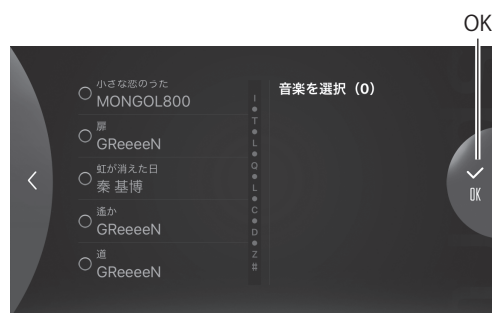 OK
小さな恋のうた
MONGOL800
扉
GReeeeN
虹が消えた日
秦 基博
遙か
GReeeeN
道
GReeeeN
I
T
L
Q
L
C
D
Z
#
音楽を選択（0）
OK